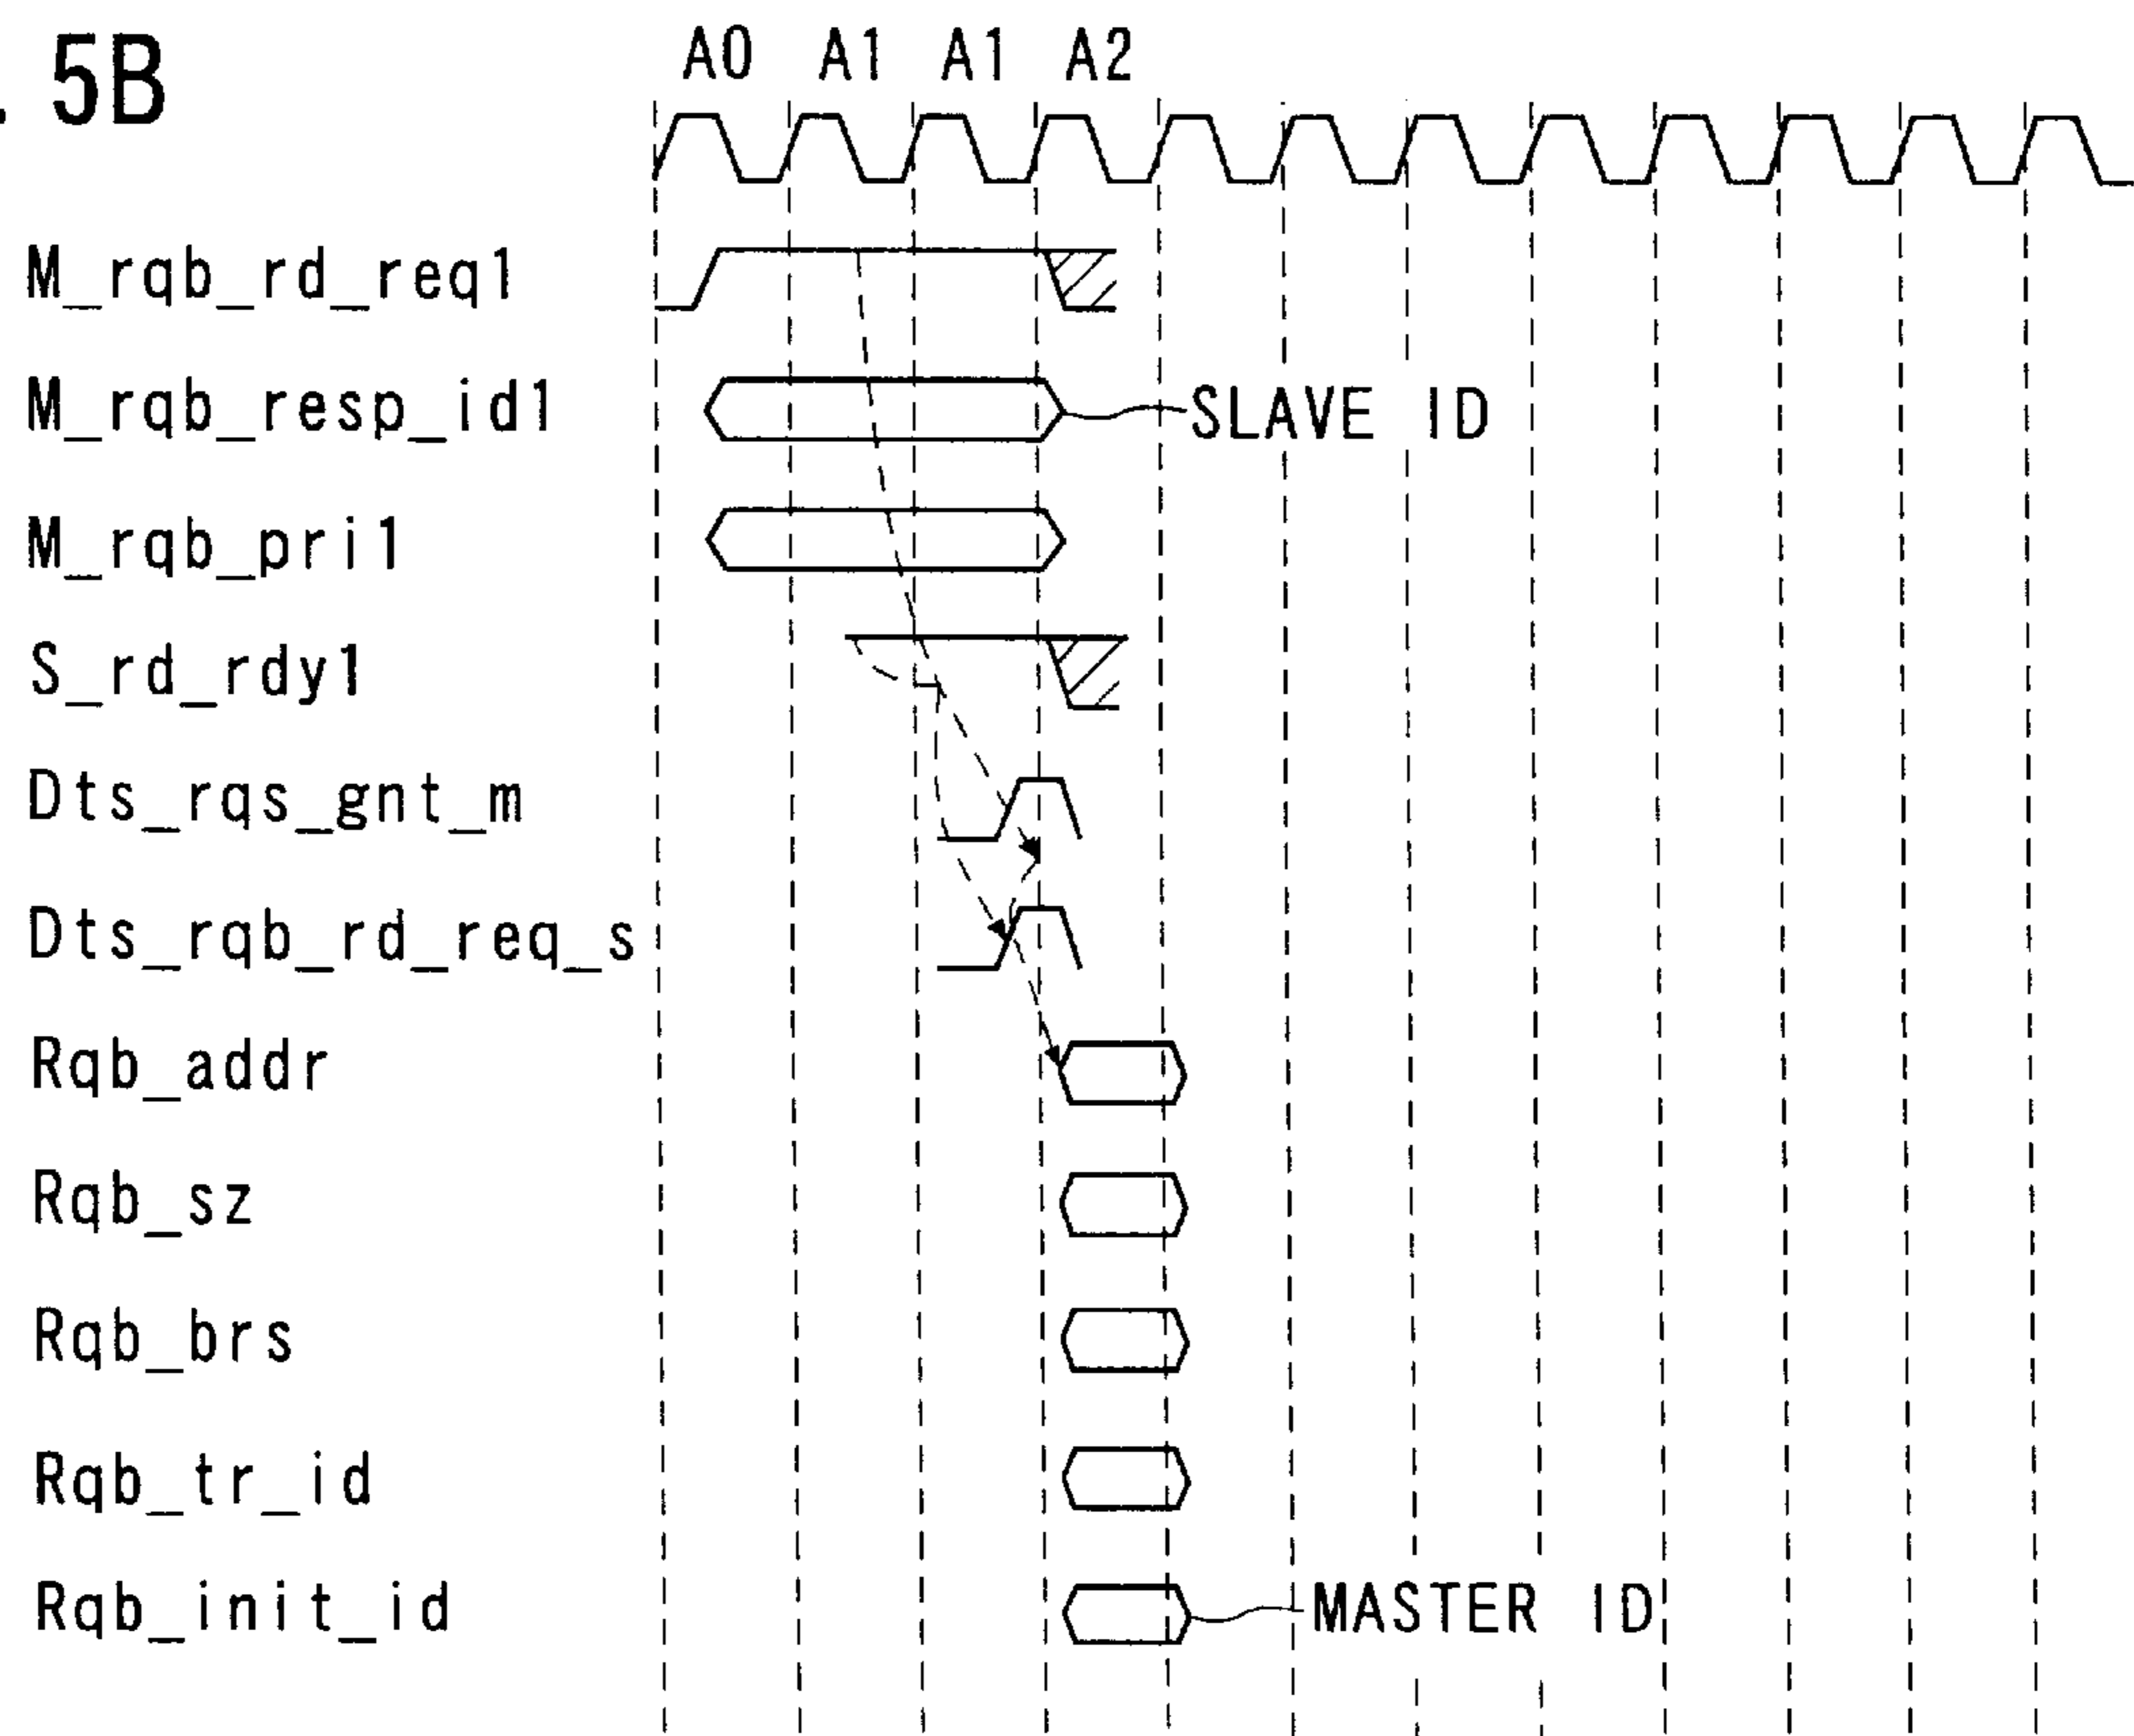 . 5B
A0 A1 A1 A2
M_rqb_rd_req1
M_rqb_resp_id1
SLAVE ID
M_rqb_pri1
S_rd_rdy1
Dts_rqs_gnt_m
Dts_rqb_rd_req_s
Rqb_addr
Rqb_sz
Rqb_brs
Rqb_tr_id
Rqb_init_id
MASTER ID